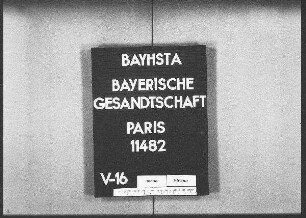 BAYHSTA
BAYERISCHE
GESANDTSCHAFT
PARIS
11482
V-16